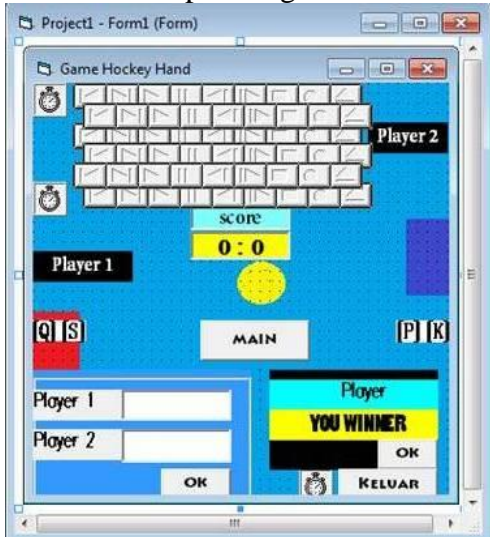 Project1 - Form1 (Form)
Game Hockey Hand
Player 2
score
0 : 0
Player 1
[Q] [S]
[P] [K]
MAIN
Player 1
Player 2
OK
Player
YOU WINNER
OK
KELUAR